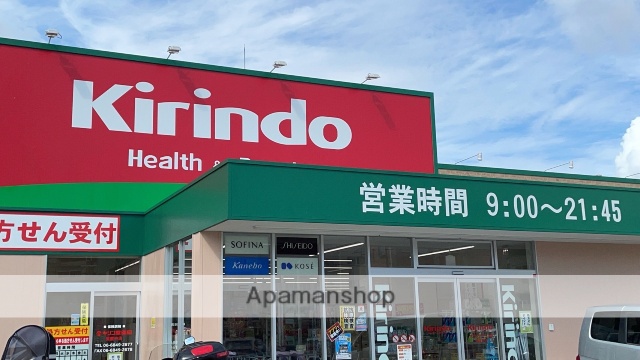 Kirindo
Health &
営業時間 9:00～21:45
方せん受付
SOFINA
SHISEIDO
Kanebo
KOSÉ
Apamanshop
Kirindo